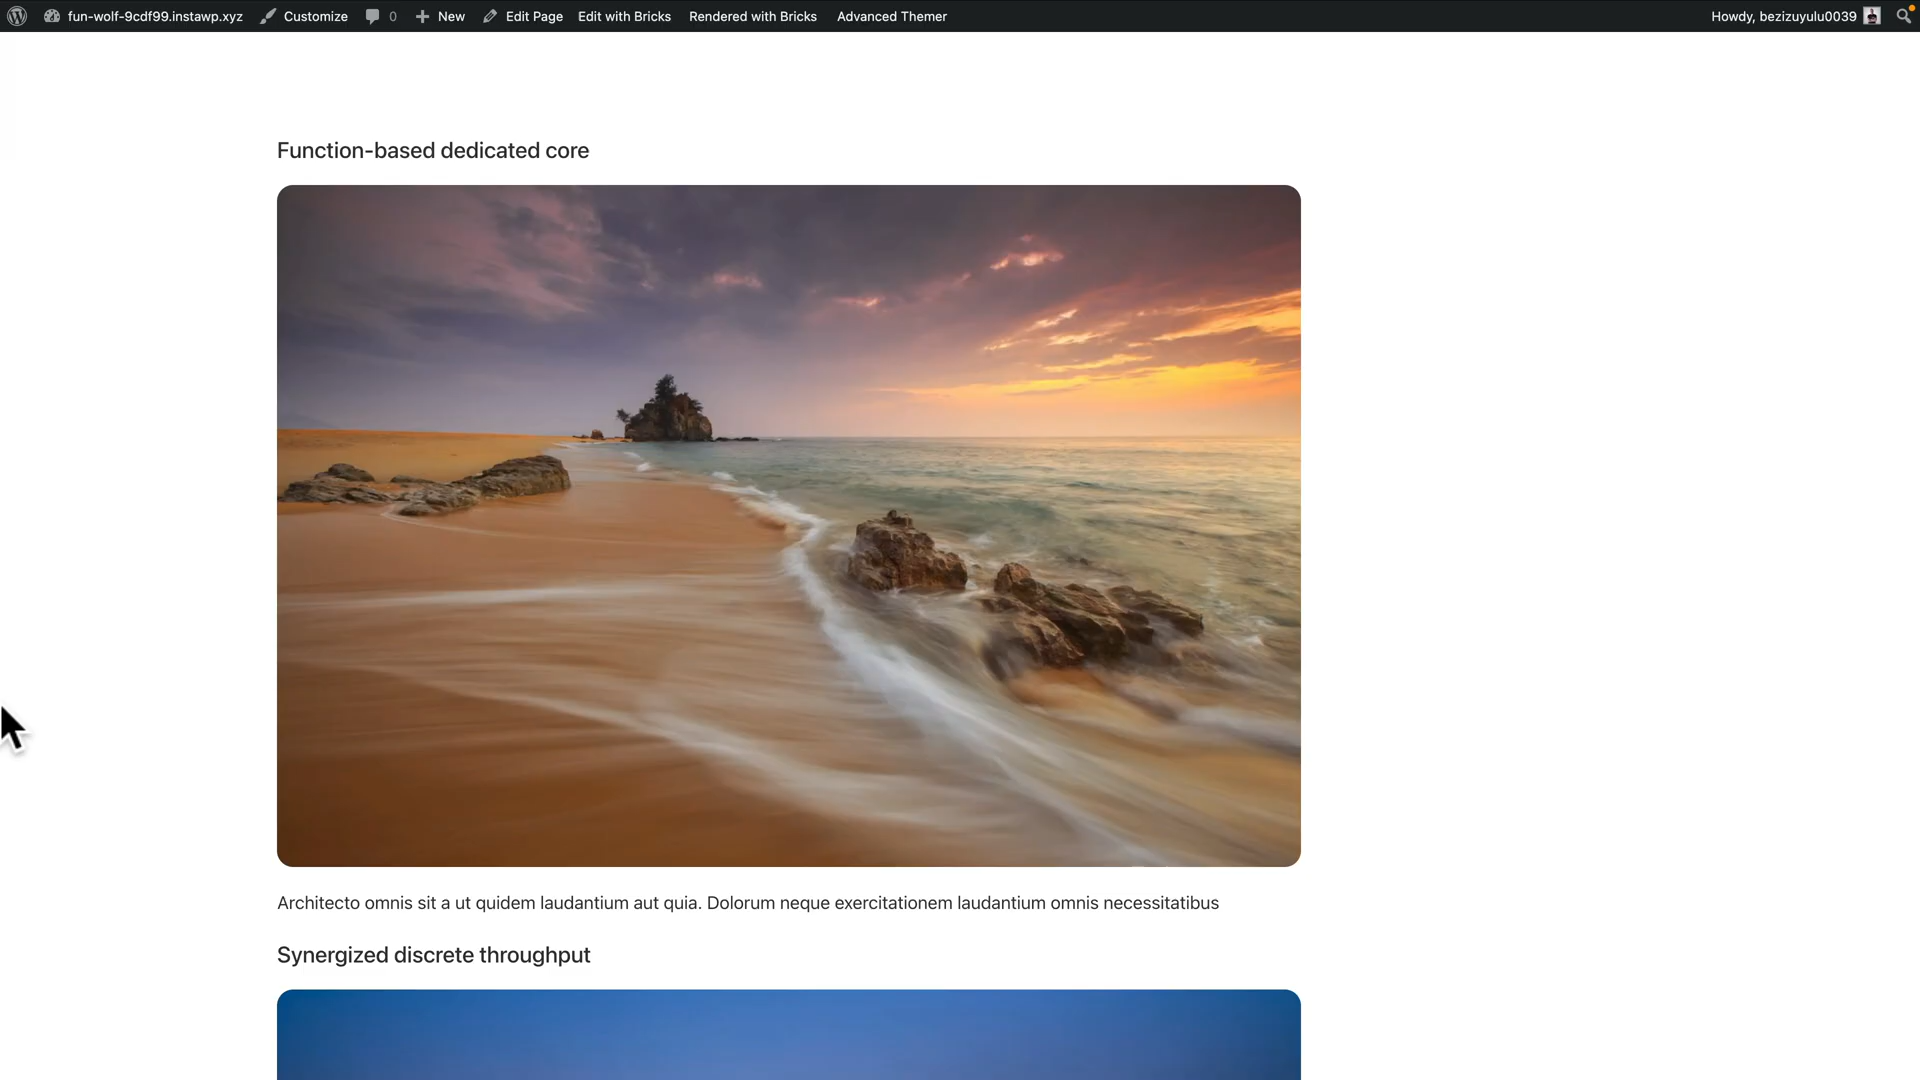 fun-wolf-9cdf99.instawp.xyz Customize 0 New Edit Page Edit with Bricks Rendered with Bricks Advanced Themer Howdy, bezizuyulu0039
Function-based dedicated core
Architecto omnis sit a ut quidem laudantium aut quia. Dolorum neque exercitationem laudantium omnis necessitatibus
Synergized discrete throughput